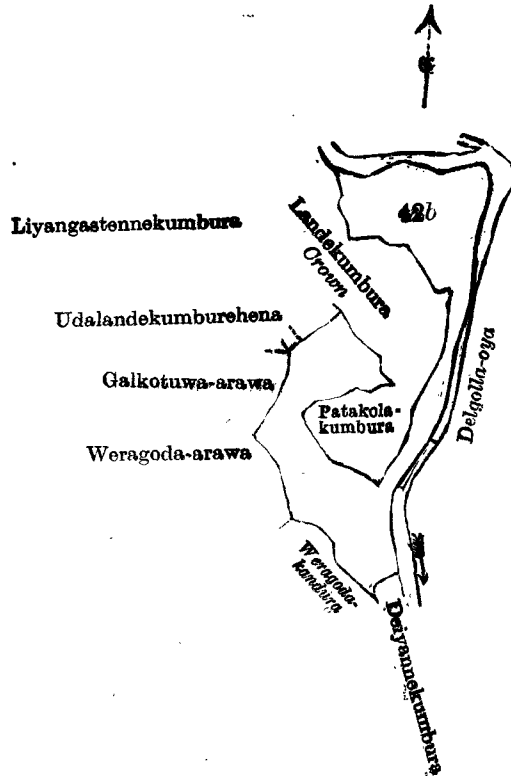 42b
Liyangastennekumbura
Landekumbura
Crown
Udalandekumburehena
Galkotuwa-arawa
Patakola-
kumbura
Delgolla-oya
Weragoda-arawa
Weragoda-
kandura
Deiyannekumbura